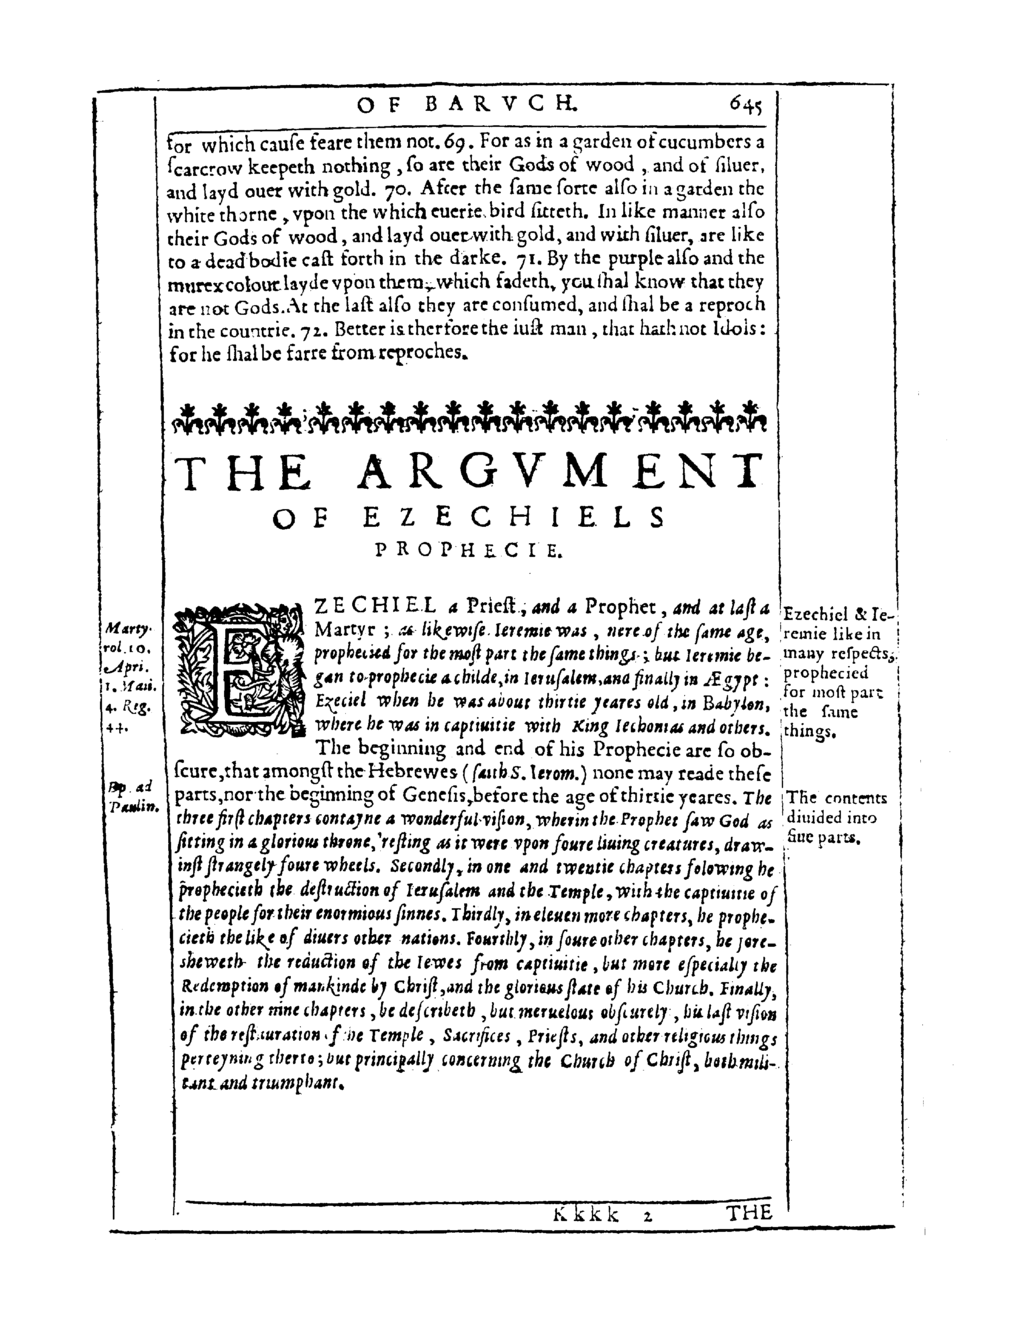 OF BARVCH. 645
for which cauſe feare them not. 69. For as in a garden of cucumbers a
ſcarcrow keepeth nothing, ſo are their Gods of wood, and of ſiluer,
and layd ouer with gold. 70. After the ſame ſorte alſo in a garden the
white thorne, vpon the which euerie bird ſitteth. In like manner alſo
their Gods of wood, and layd ouer with gold, and with ſiluer, are like
to a dead bodie caſt forth in the darke. 71. By the purple alſo and the
murex colour layde vpon them, which fadeth, you ſhal know that they
are not Gods. At the laſt alſo they are conſumed, and ſhal be a reproch
in the countrie. 72. Better is therfore the iuſt man, that hath not Idols:
for he ſhal be farre from reproches.
THE ARGVMENT
OF EZECHIELS
PROPHECIE.
EZECHIEL a Prieſt, and a Prophet, and at laſt a
Martyr; as likewiſe Ieremie was, nere of the ſame age,
prophecied for the moſt part the ſame things; but Ieremie be-
gan to prophecie a childe, in Ieruſalem, and finally in Ægypt:
Ezeciel when he was about thirtie yeares old, in Babylon,
where he was in captiuitie with King Iechonias and others.
The beginning and end of his Prophecie are ſo ob-
ſcure, that amongſt the Hebrewes (ſaith S. Ierom.) none may reade theſe
parts, nor the beginning of Geneſis, before the age of thirtie yeares. The
three firſt chapters contayne a wonderful viſion, wherin the Prophet ſaw God as
ſitting in a glorious throne, reſting as it were vpon foure liuing creatures, draw-
inſt ſtrangely foure wheels. Secondly, in one and twentie chapters folowing he
prophecieth the deſtruction of Ieruſalem and the Temple, with the captiuitie of
the people for their enormious ſinnes. Thirdly, in eleuen more chapters, he prophe-
cieth the like of diuers other nations. Fourthly, in foure other chapters, he fore-
sheweth the reduction of the Iewes from captiuitie, but more eſpecially the
Redemption of mankinde by Chriſt, and the glorious ſtate of his Church. Finally,
in the other nine chapters, he deſcribeth, but meruelous obſcurely, his laſt viſion
of the reſtauration of the Temple, Sacrifices, Prieſts, and other religious things
perteyning therto; but principally concerning the Church of Chriſt, both mili-
tant and triumphant.
Kkkk 2 THE
Marty-
rol. 10.
Apri.
4. Reg.
Ep. ad
Paulin.
Ezechiel & Ie-
remie like in
many reſpects,
prophecied
for moſt part
the ſame
things.
The contents
diuided into
fiue parts.